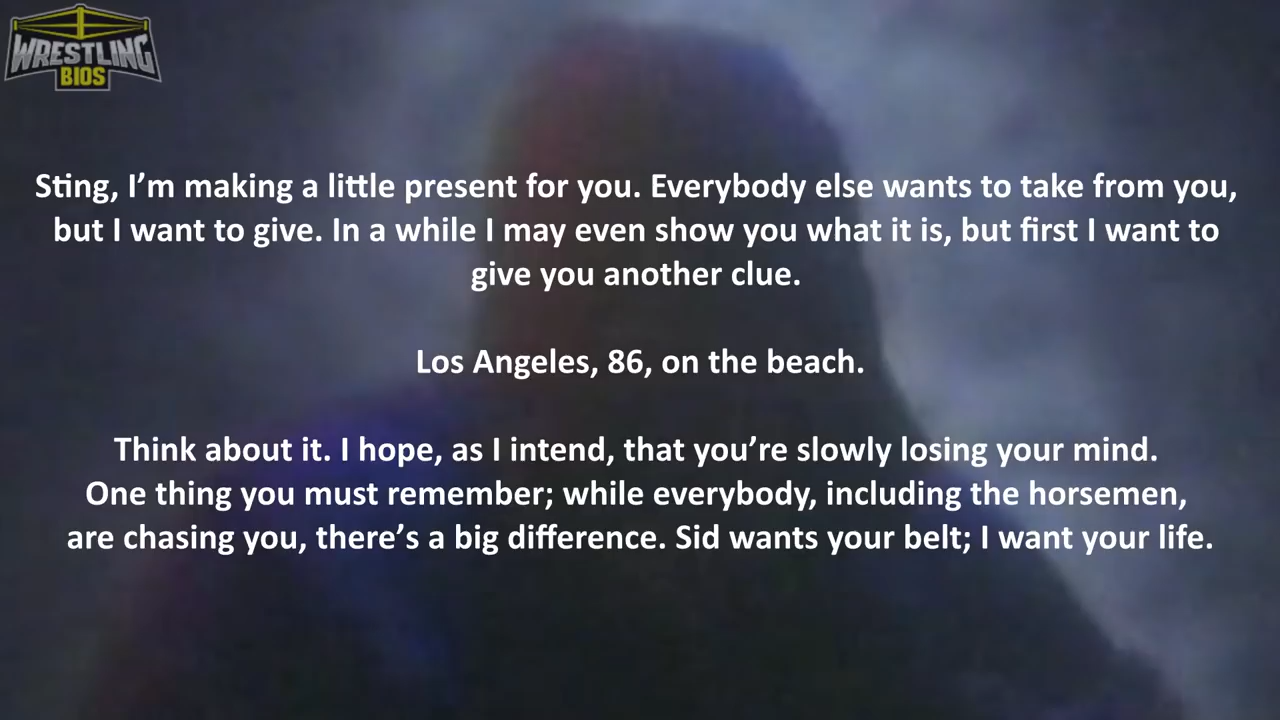 WRESTLING
BIOS
Sting, I'm making a little present for you. Everybody else wants to take from you,
but I want to give. In a while I may even show you what it is, but first I want to
give you another clue.
Los Angeles, 86, on the beach.
Think about it. I hope, as I intend, that you're slowly losing your mind.
One thing you must remember; while everybody, including the horsemen,
are chasing you, there's a big difference. Sid wants your belt; I want your life.